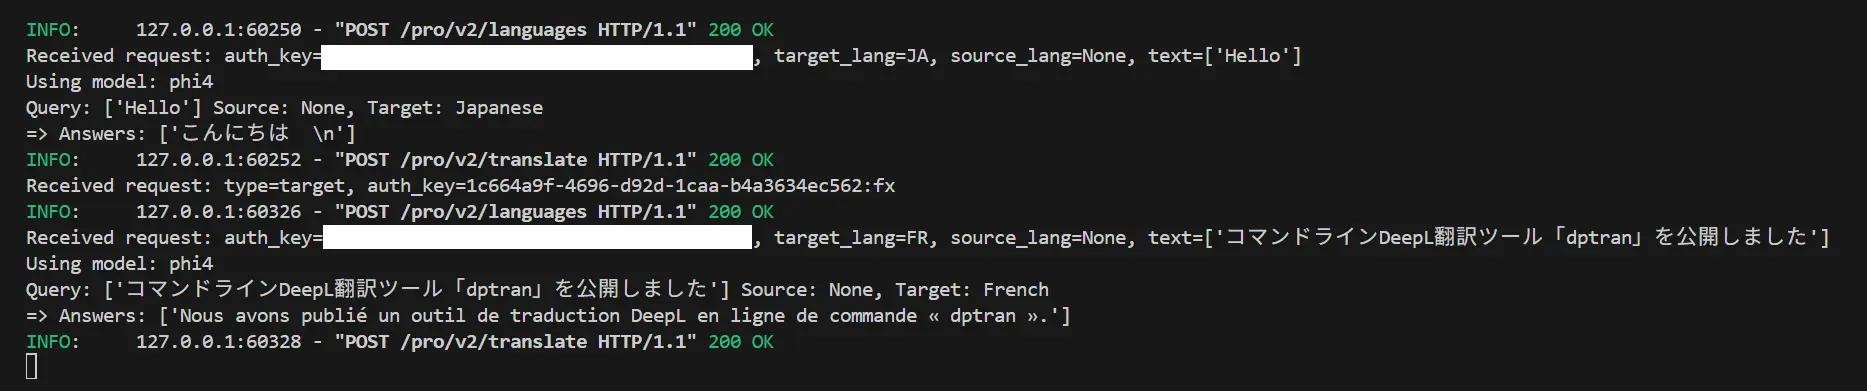 INFO:     127.0.0.1:60250 - "POST /pro/v2/languages HTTP/1.1" 200 OK
Received request: auth_key=, target_lang=JA, source_lang=None, text=['Hello']
Using model: phi4
Query: ['Hello'] Source: None, Target: Japanese
=> Answers: ['こんにちは  \n']
INFO:     127.0.0.1:60252 - "POST /pro/v2/translate HTTP/1.1" 200 OK
Received request: type=target, auth_key=1c664a9f-4696-d92d-1caa-b4a3634ec562:fx
INFO:     127.0.0.1:60326 - "POST /pro/v2/languages HTTP/1.1" 200 OK
Received request: auth_key=, target_lang=FR, source_lang=None, text=['コマンドラインDeepL翻訳ツール「dptran」を公開しました']
Using model: phi4
Query: ['コマンドラインDeepL翻訳ツール「dptran」を公開しました'] Source: None, Target: French
=> Answers: ['Nous avons publié un outil de traduction DeepL en ligne de commande « dptran ».']
INFO:     127.0.0.1:60328 - "POST /pro/v2/translate HTTP/1.1" 200 OK